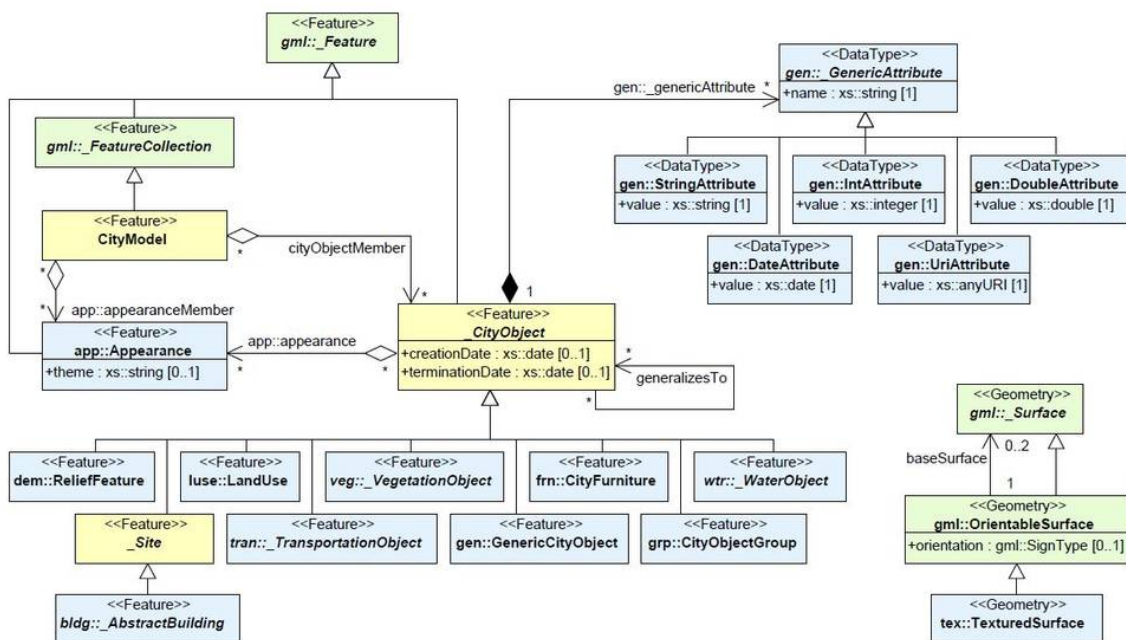 <<Feature>>
gml::_Feature
<<DataType>>
gen::_GenericAttribute
+name : xs::string [1]
gen::_genericAttribute
*
<<Feature>>
gml::_FeatureCollection
<<DataType>>
gen::StringAttribute
+value : xs::string [1]
<<DataType>>
gen::IntAttribute
+value : xs::integer [1]
<<DataType>>
gen::DoubleAttribute
+value : xs::double [1]
<<Feature>>
CityModel
*
cityObjectMember
*
<<DataType>>
gen::DateAttribute
+value : xs::date [1]
<<DataType>>
gen::UriAttribute
+value : xs::anyURI [1]
*
*
app::appearanceMember
1
<<Feature>>
_CityObject
+creationDate : xs::date [0..1]
+terminationDate : xs::date [0..1]
<<Feature>>
app::Appearance
+theme : xs::string [0..1]
app::appearance
*
*
*
generalizesTo
*
<<Geometry>>
gml::_Surface
baseSurface
0..2
1
<<Geometry>>
gml::OrientableSurface
+orientation : gml::SignType [0..1]
<<Geometry>>
tex::TexturedSurface
<<Feature>>
dem::ReliefFeature
<<Feature>>
luse::LandUse
<<Feature>>
veg::_VegetationObject
<<Feature>>
frn::CityFurniture
<<Feature>>
wtr::_WaterObject
<<Feature>>
_Site
<<Feature>>
tran::_TransportationObject
<<Feature>>
gen::GenericCityObject
<<Feature>>
grp::CityObjectGroup
<<Feature>>
bldg::_AbstractBuilding